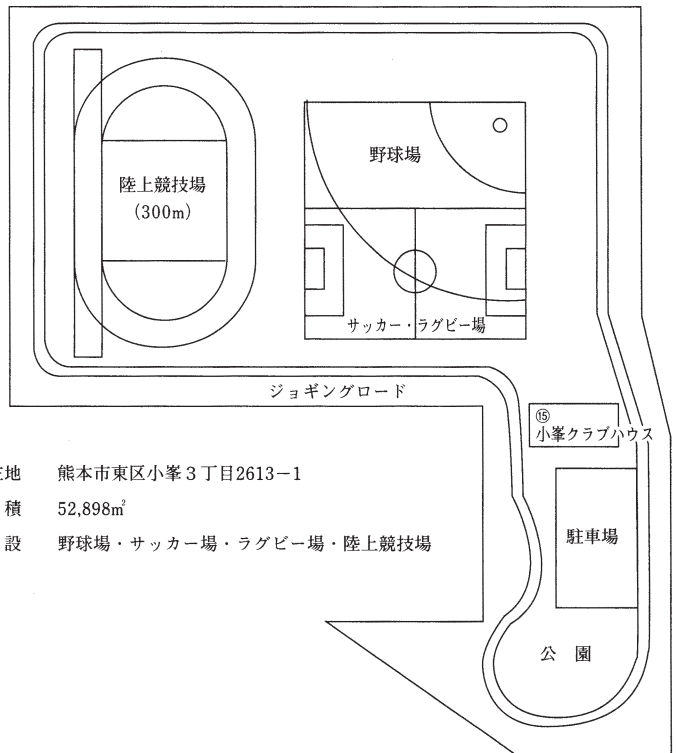 野球場
陸上競技場
(300m)
サッカー・ラグビー場
ジョギングロード
⑮
小峯クラブハウス
在地 熊本市東区小峯3丁目2613−1
積 52,898m²
設 野球場・サッカー場・ラグビー場・陸上競技場
駐車場
公 園